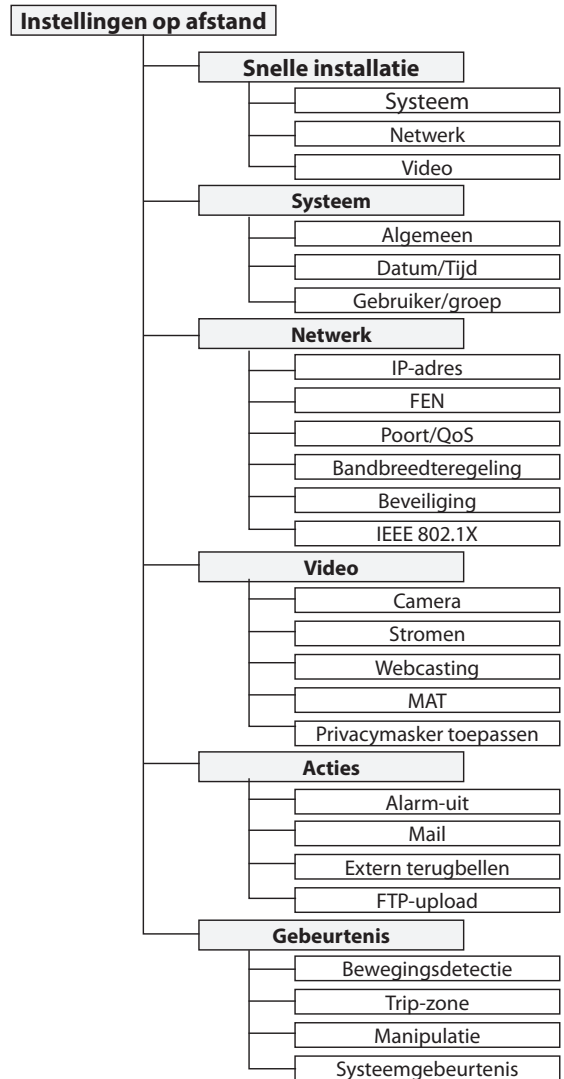 Instellingen op afstand
Snelle installatie
Systeem
Netwerk
Video
Systeem
Algemeen
Datum/Tijd
Gebruiker/groep
Netwerk
IP-adres
FEN
Poort/QoS
Bandbreedteregeling
Beveiliging
IEEE 802.1X
Video
Camera
Stromen
Webcasting
MAT
Privacymasker toepassen
Acties
Alarm-uit
Mail
Extern terugbellen
FTP-upload
Gebeurtenis
Bewegingsdetectie
Trip-zone
Manipulatie
Systeemgebeurtenis